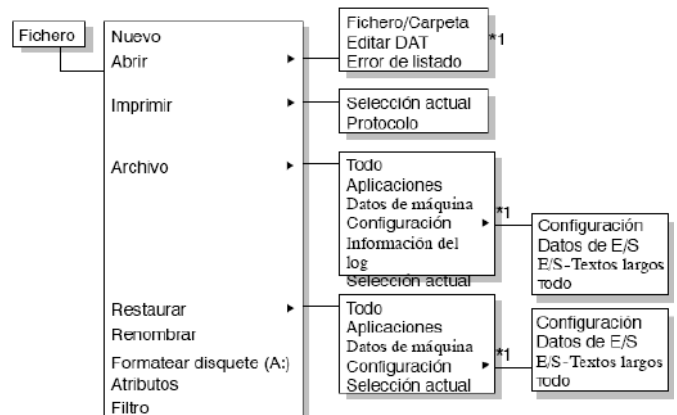 Fichero
Nuevo
Abrir
Fichero/Carpeta
Editar DAT
*1
Error de listado
Imprimir
Selección actual
Protocolo
Archivo
Todo
Aplicaciones
Datos de máquina
Configuración
*1
Información del
log
Selección actual
Configuración
Datos de E/S
E/S-Textos largos
Todo
Restaurar
Renombrar
Formatear disquete (A:)
Atributos
Filtro
Todo
Aplicaciones
Datos de máquina
Configuración
*1
Selección actual
Configuración
Datos de E/S
E/S-Textos largos
Todo